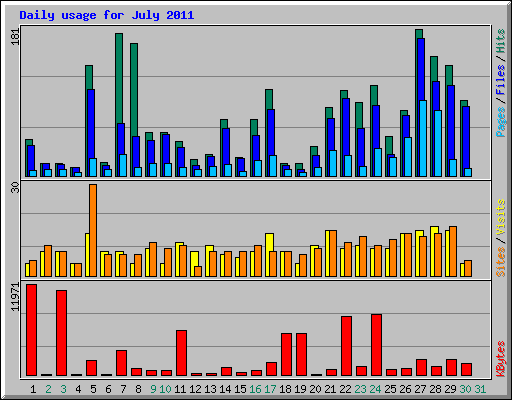 Daily usage for July 2011
181
Pages / Files / Hits
30
Sites / Visits
11971
KBytes
1 2 3 4 5 6 7 8 9 10 11 12 13 14 15 16 17 18 19 20 21 22 23 24 25 26 27 28 29 30 31